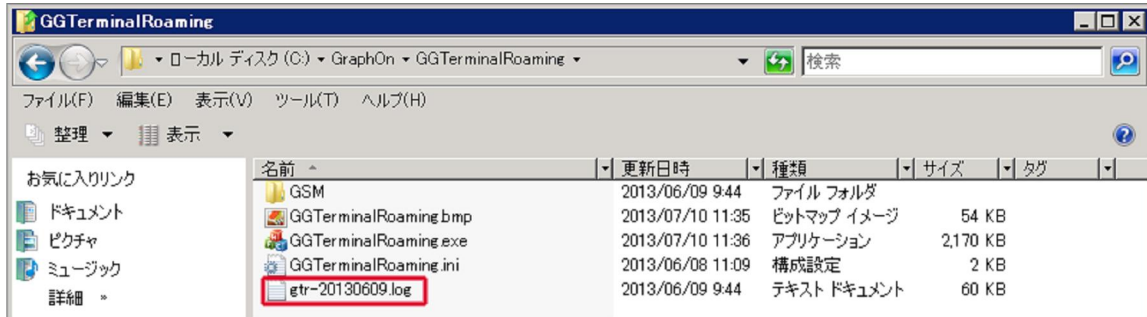 GGTerminalRoaming
ローカル ディスク (C:) ▾ GraphOn ▾ GGTerminalRoaming ▾
検索
ファイル(F) 編集(E) 表示(V) ツール(T) ヘルプ(H)
整理 ▾ 表示 ▾
お気に入りリンク
ドキュメント
ピクチャ
ミュージック
詳細 »
名前 更新日時 種類 サイズ タグ
GSM 2013/06/09 9:44 ファイル フォルダ
GGTerminalRoaming.bmp 2013/07/10 11:35 ビットマップ イメージ 54 KB
GGTerminalRoaming.exe 2013/07/10 11:36 アプリケーション 2,170 KB
GGTerminalRoaming.ini 2013/06/08 11:09 構成設定 2 KB
gtr-20130609.log 2013/06/09 9:44 テキスト ドキュメント 60 KB